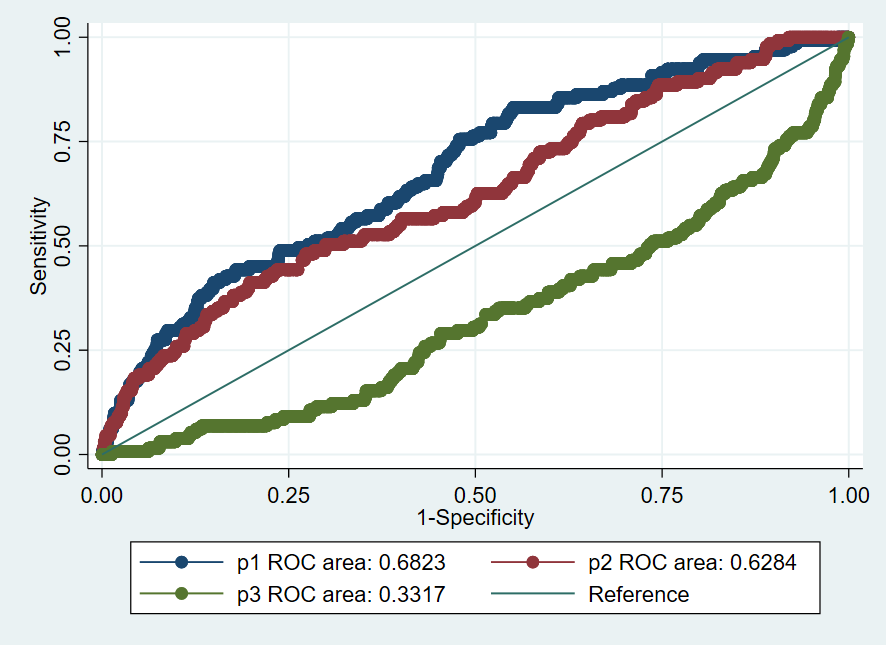 1.00
0.75
0.50
0.25
0.00
Sensitivity
0.00 0.25 0.50 0.75 1.00
1-Specificity
p1 ROC area: 0.6823 p2 ROC area: 0.6284
p3 ROC area: 0.3317 Reference